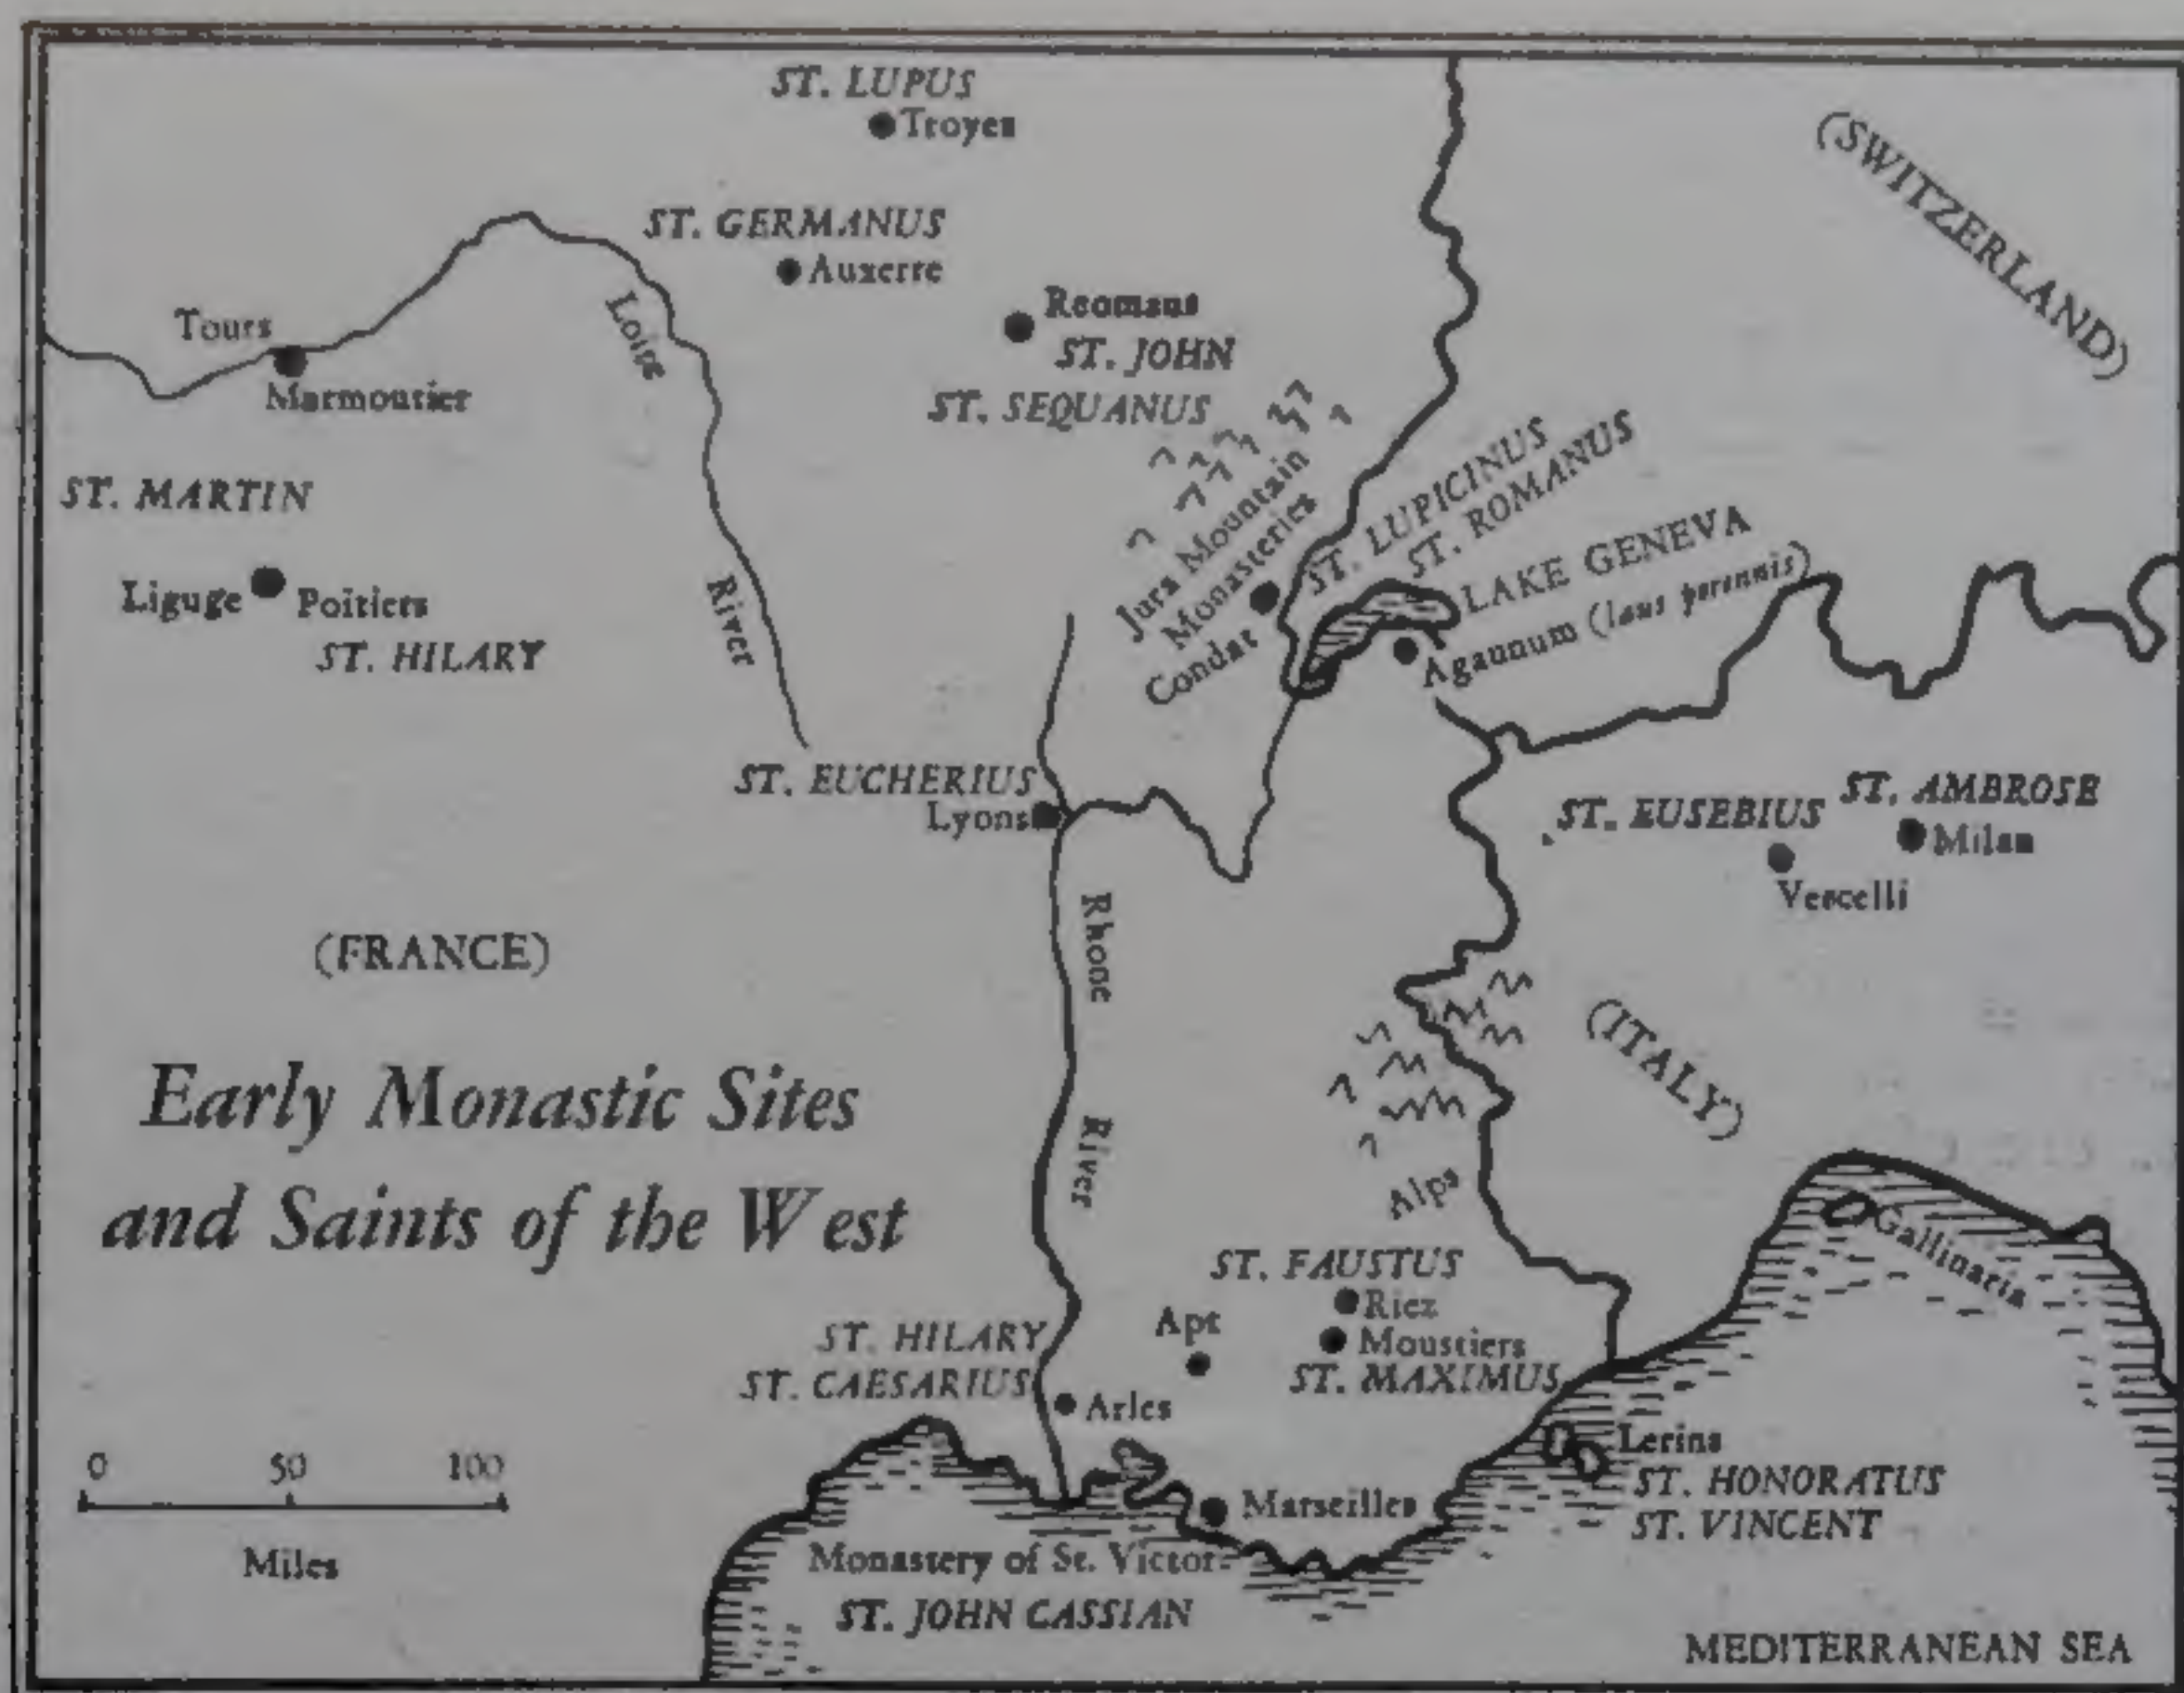 ST. LUPUS
Troyes
(SWITZERLAND)
ST. GERMANUS
Auxerre
Reomaus
ST. JOHN
ST. SEQUANUS
Tours
Marmoutier
Loire
River
ST. MARTIN
Liguge
Poitiers
ST. HILARY
Jura Mountain
Monasteries
Condat
ST. LUPICINUS
ST. ROMANUS
LAKE GENEVA
Agaunum (laus perennis)
ST. EUCHERIUS
Lyons
ST. EUSEBIUS
Vercelli
ST. AMBROSE
Milan
Rhone
River
(FRANCE)
(ITALY)
Early Monastic Sites
and Saints of the West
Alps
Gallinaria
ST. FAUSTUS
Riez
Apt
Moustiers
ST. MAXIMUS
ST. HILARY
ST. CAESARIUS
Arles
Lerins
ST. HONORATUS
ST. VINCENT
0 50 100
Miles
Marseilles
Monastery of St. Victor
ST. JOHN CASSIAN
MEDITERRANEAN SEA